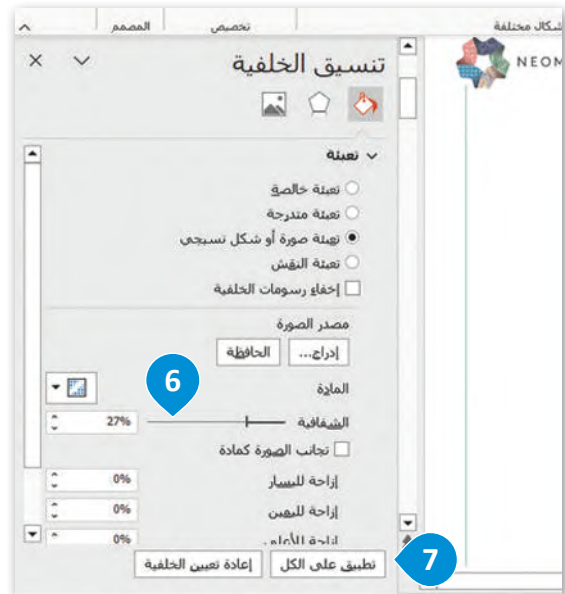 أشكال مختلفة
تخصيص
المصمم
NEOM
تنسيق الخلفية
تعبئة
تعبئة خالصة
تعبئة متدرجة
تعبئة صورة أو شكل نسيجي
تعبئة النقش
إخفاء رسومات الخلفية
مصدر الصورة
إدراج...
الحافظة
6
المادة
الشفافية 27%
تجانب الصورة كمادة
إزاحة لليسار 0%
إزاحة لليمين 0%
إزاحة للأعلى 0%
تطبيق على الكل
إعادة تعيين الخلفية
7